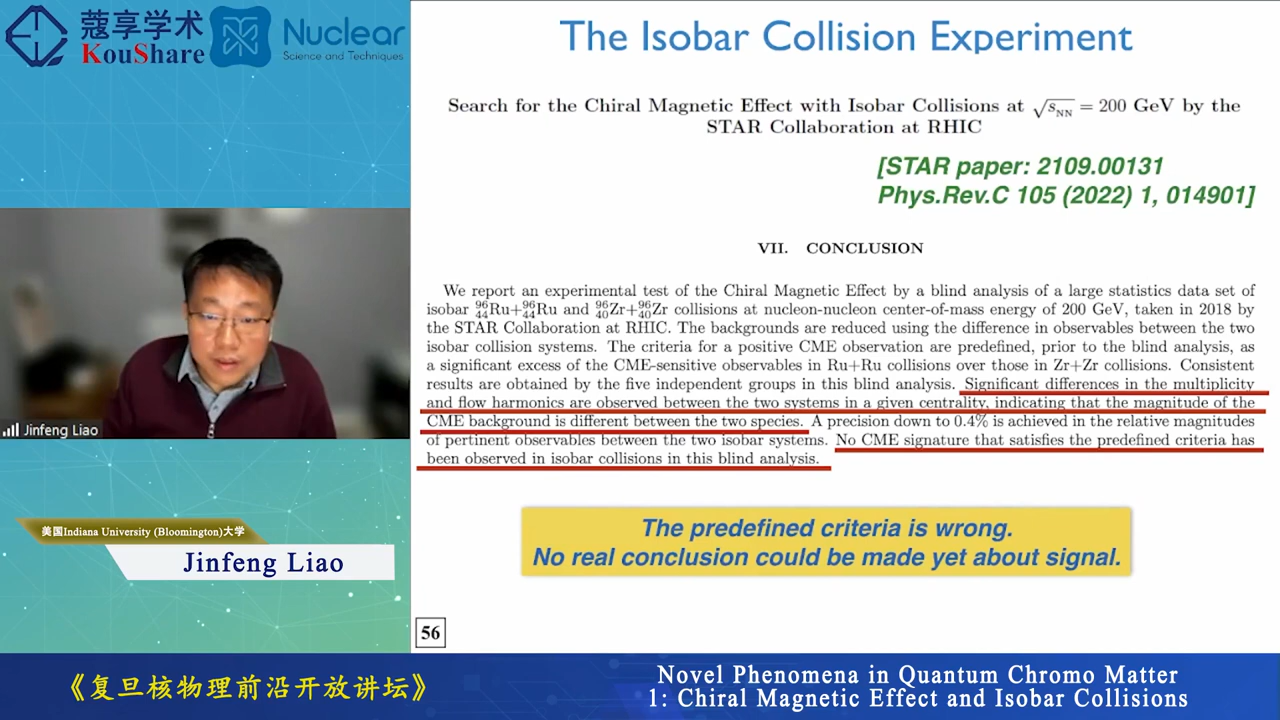 蔻享学术
KouShare
Nuclear
Science and Techniques
The Isobar Collision Experiment
Search for the Chiral Magnetic Effect with Isobar Collisions at √s_NN = 200 GeV by the
STAR Collaboration at RHIC
[STAR paper: 2109.00131
Phys.Rev.C 105 (2022) 1, 014901]
VII. CONCLUSION
We report an experimental test of the Chiral Magnetic Effect by a blind analysis of a large statistics data set of
isobar ⁹⁶₄₄Ru+⁹⁶₄₄Ru and ⁹⁶₄₀Zr+⁹⁶₄₀Zr collisions at nucleon-nucleon center-of-mass energy of 200 GeV, taken in 2018 by
the STAR Collaboration at RHIC. The backgrounds are reduced using the difference in observables between the two
isobar collision systems. The criteria for a positive CME observation are predefined, prior to the blind analysis, as
a significant excess of the CME-sensitive observables in Ru+Ru collisions over those in Zr+Zr collisions. Consistent
results are obtained by the five independent groups in this blind analysis. Significant differences in the multiplicity
and flow harmonics are observed between the two systems in a given centrality, indicating that the magnitude of the
CME background is different between the two species. A precision down to 0.4% is achieved in the relative magnitudes
of pertinent observables between the two isobar systems. No CME signature that satisfies the predefined criteria has
been observed in isobar collisions in this blind analysis.
The predefined criteria is wrong.
No real conclusion could be made yet about signal.
56
Jinfeng Liao
美国Indiana University (Bloomington)大学
Jinfeng Liao
《复旦核物理前沿开放讲坛》
Novel Phenomena in Quantum Chromo Matter
1: Chiral Magnetic Effect and Isobar Collisions